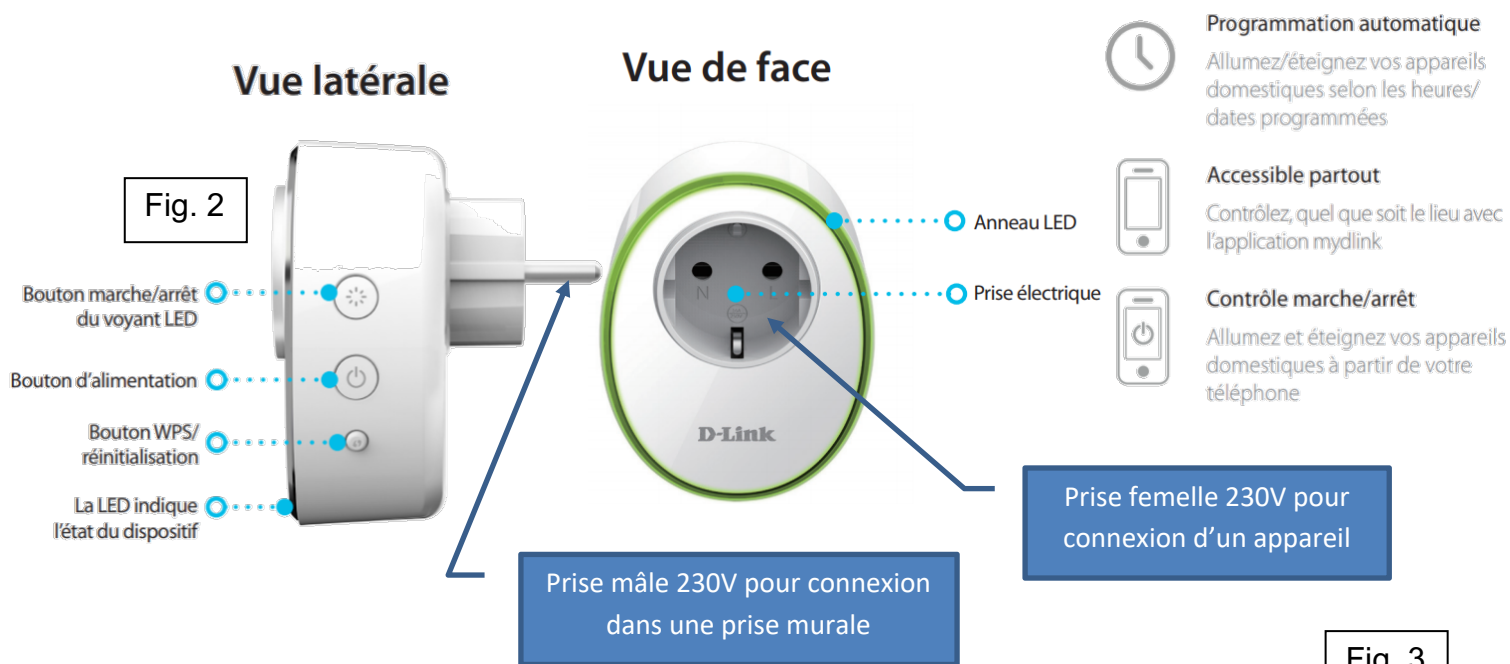 Vue latérale
Fig. 2
Bouton marche/arrêt
du voyant LED
Bouton d’alimentation
Bouton WPS/
réinitialisation
La LED indique
l’état du dispositif
Vue de face
Anneau LED
Prise électrique
N
L
D-Link
Prise mâle 230V pour connexion
dans une prise murale
Prise femelle 230V pour
connexion d’un appareil
Programmation automatique
Allumez/éteignez vos appareils
domestiques selon les heures/
dates programmées
Accessible partout
Contrôlez, quel que soit le lieu avec
l’application mydlink
Contrôle marche/arrêt
Allumez et éteignez vos appareils
domestiques à partir de votre
téléphone
Fig. 3